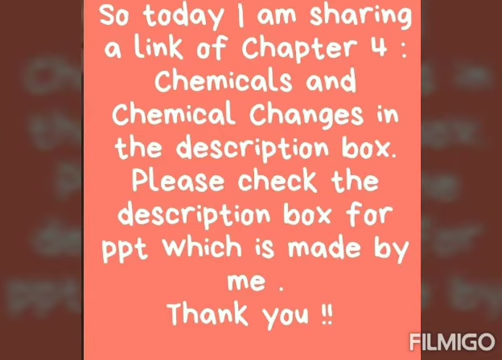 So today I am sharing
a link of Chapter 4 :
Chemicals and
Chemical Changes in
the description box.
Please check the
description box for
ppt which is made by
me .
Thank you !!
FILMIGO